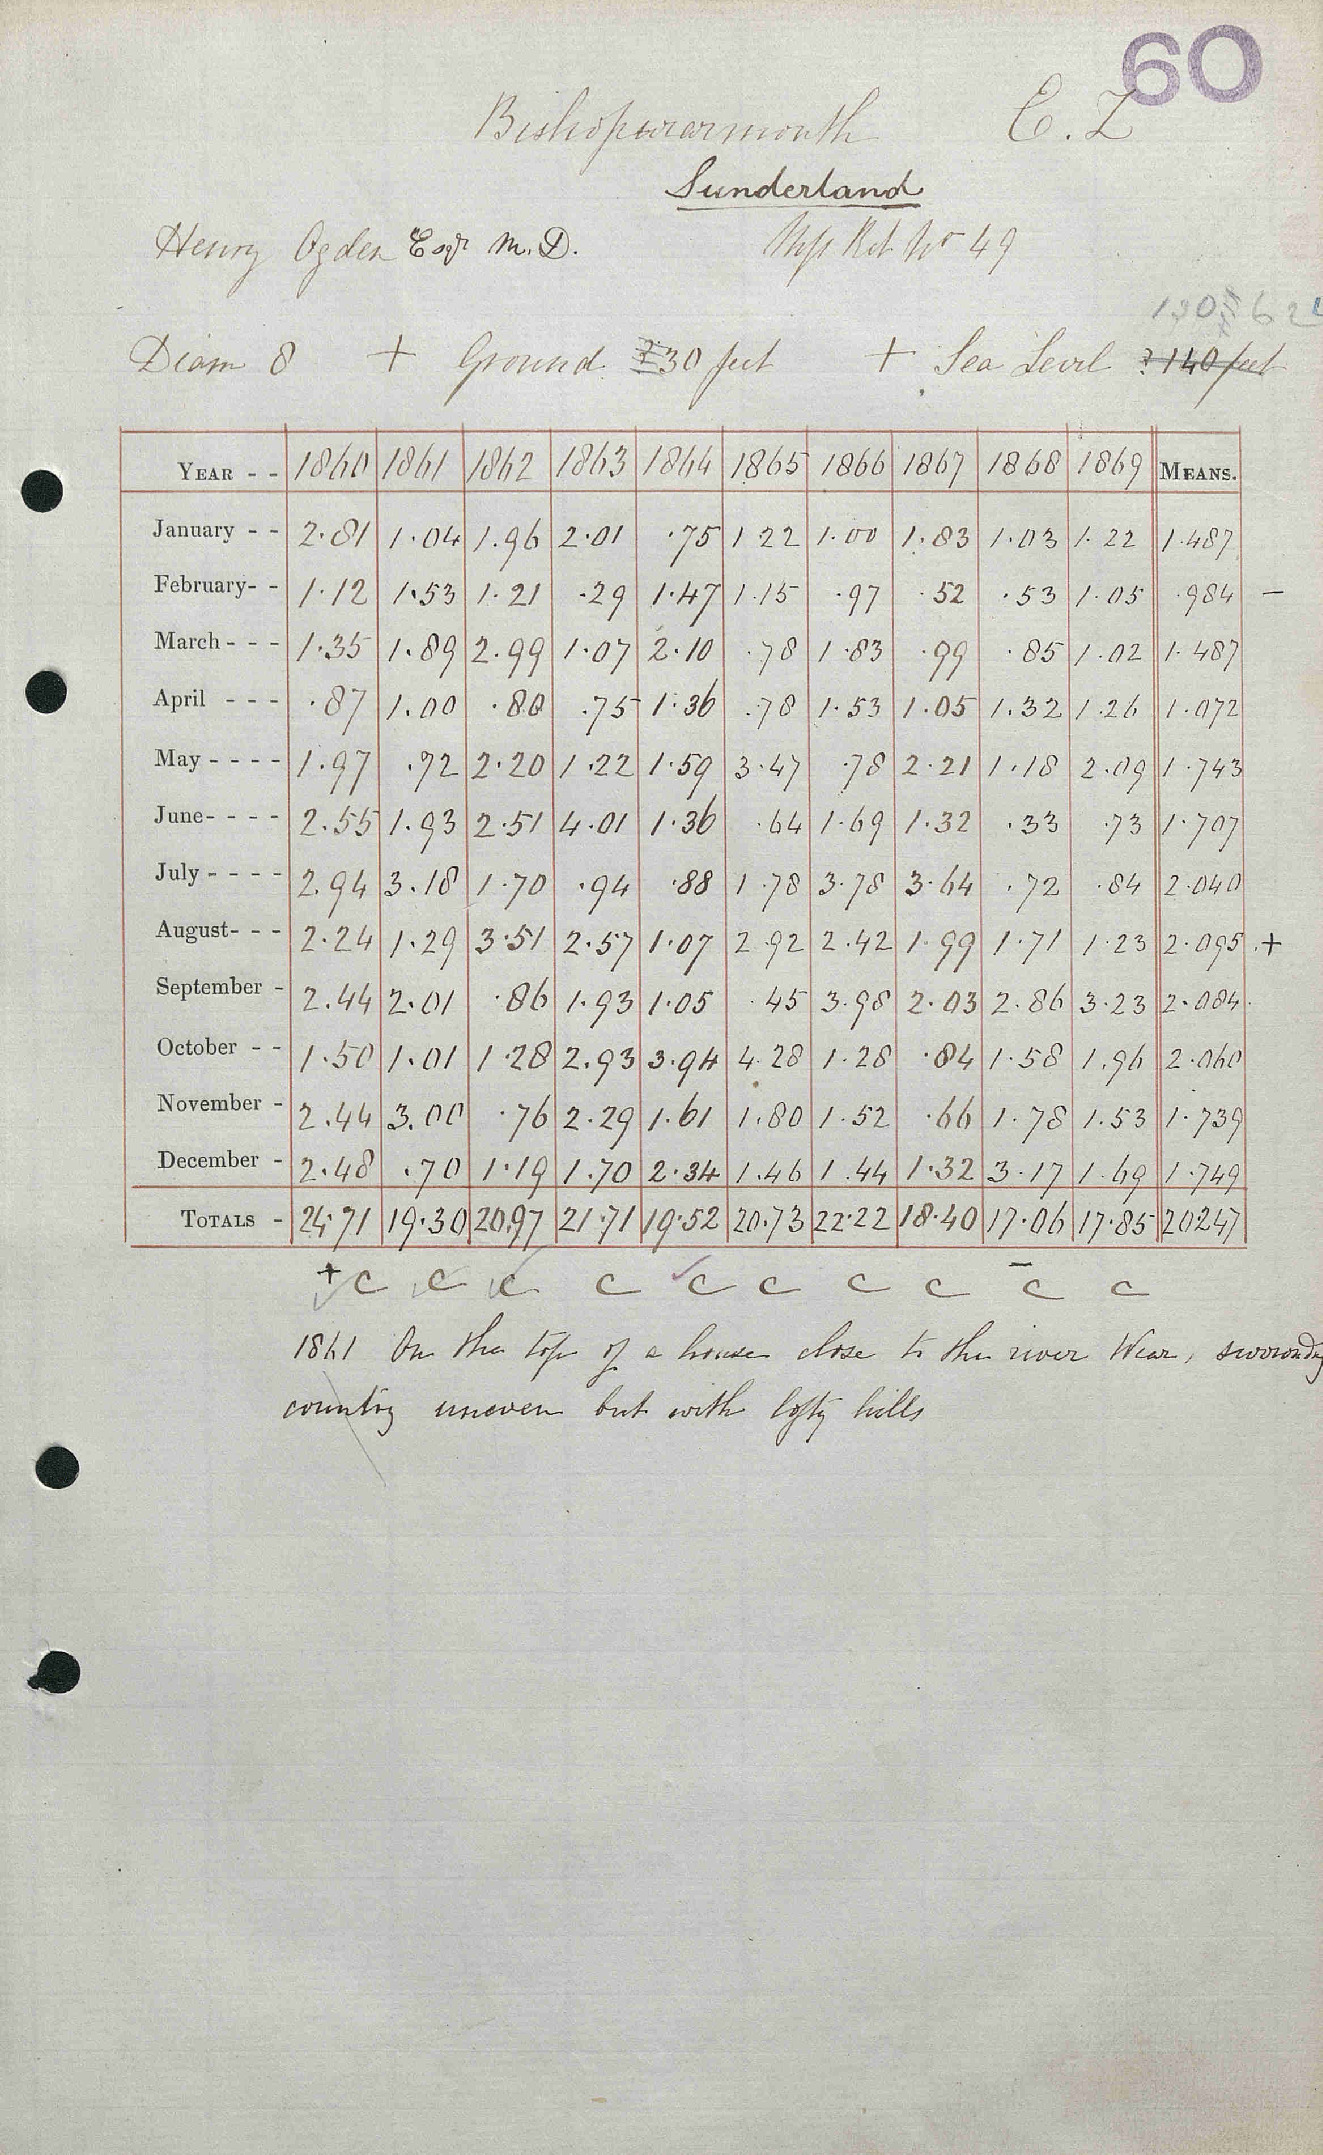 60
Bishopwearmouth C. Z
Sunderland
Henry Ogden Esqr M.D. No 49
130 62
Diam 8 + Ground 30 feet + Sea Level ? 140 feet
YEAR - - 1860 1861 1862 1863 1864 1865 1866 1867 1868 1869 MEANS.
January - - 2.81 1.04 1.96 2.01 .75 1.22 1.00 1.83 1.03 1.22 1.487
February- - 1.12 1.53 1.21 .29 1.47 1.15 .97 .52 .53 1.05 .984 -
March - - - 1.35 1.89 2.99 1.07 2.10 .78 1.83 .99 .85 1.02 1.487
April - - - .87 1.00 .80 .75 1.36 .78 1.53 1.05 1.32 1.26 1.072
May - - - - 1.97 .72 2.20 1.22 1.59 3.47 .78 2.21 1.18 2.09 1.743
June- - - - 2.55 1.93 2.51 4.01 1.36 .64 1.69 1.32 .33 .73 1.707
July - - - - 2.94 3.18 1.70 .94 .88 1.78 3.78 3.64 .72 .84 2.040
August- - - 2.24 1.29 3.51 2.57 1.07 2.92 2.42 1.99 1.71 1.23 2.095 +
September - 2.44 2.01 .86 1.93 1.05 .45 3.98 2.03 2.86 3.23 2.084
October - - 1.50 1.01 1.28 2.93 3.94 4.28 1.28 .84 1.58 1.96 2.060
November - 2.44 3.00 .76 2.29 1.61 1.80 1.52 .66 1.78 1.53 1.739
December - 2.48 .70 1.19 1.70 2.34 1.46 1.44 1.32 3.17 1.69 1.749
TOTALS - 24.71 19.30 20.97 21.71 19.52 20.73 22.22 18.40 17.06 17.85 20247
+ c c c c c c c c - c c
1861 On the top of a house close to the river Wear, surrounding
country uneven but with lofty hills